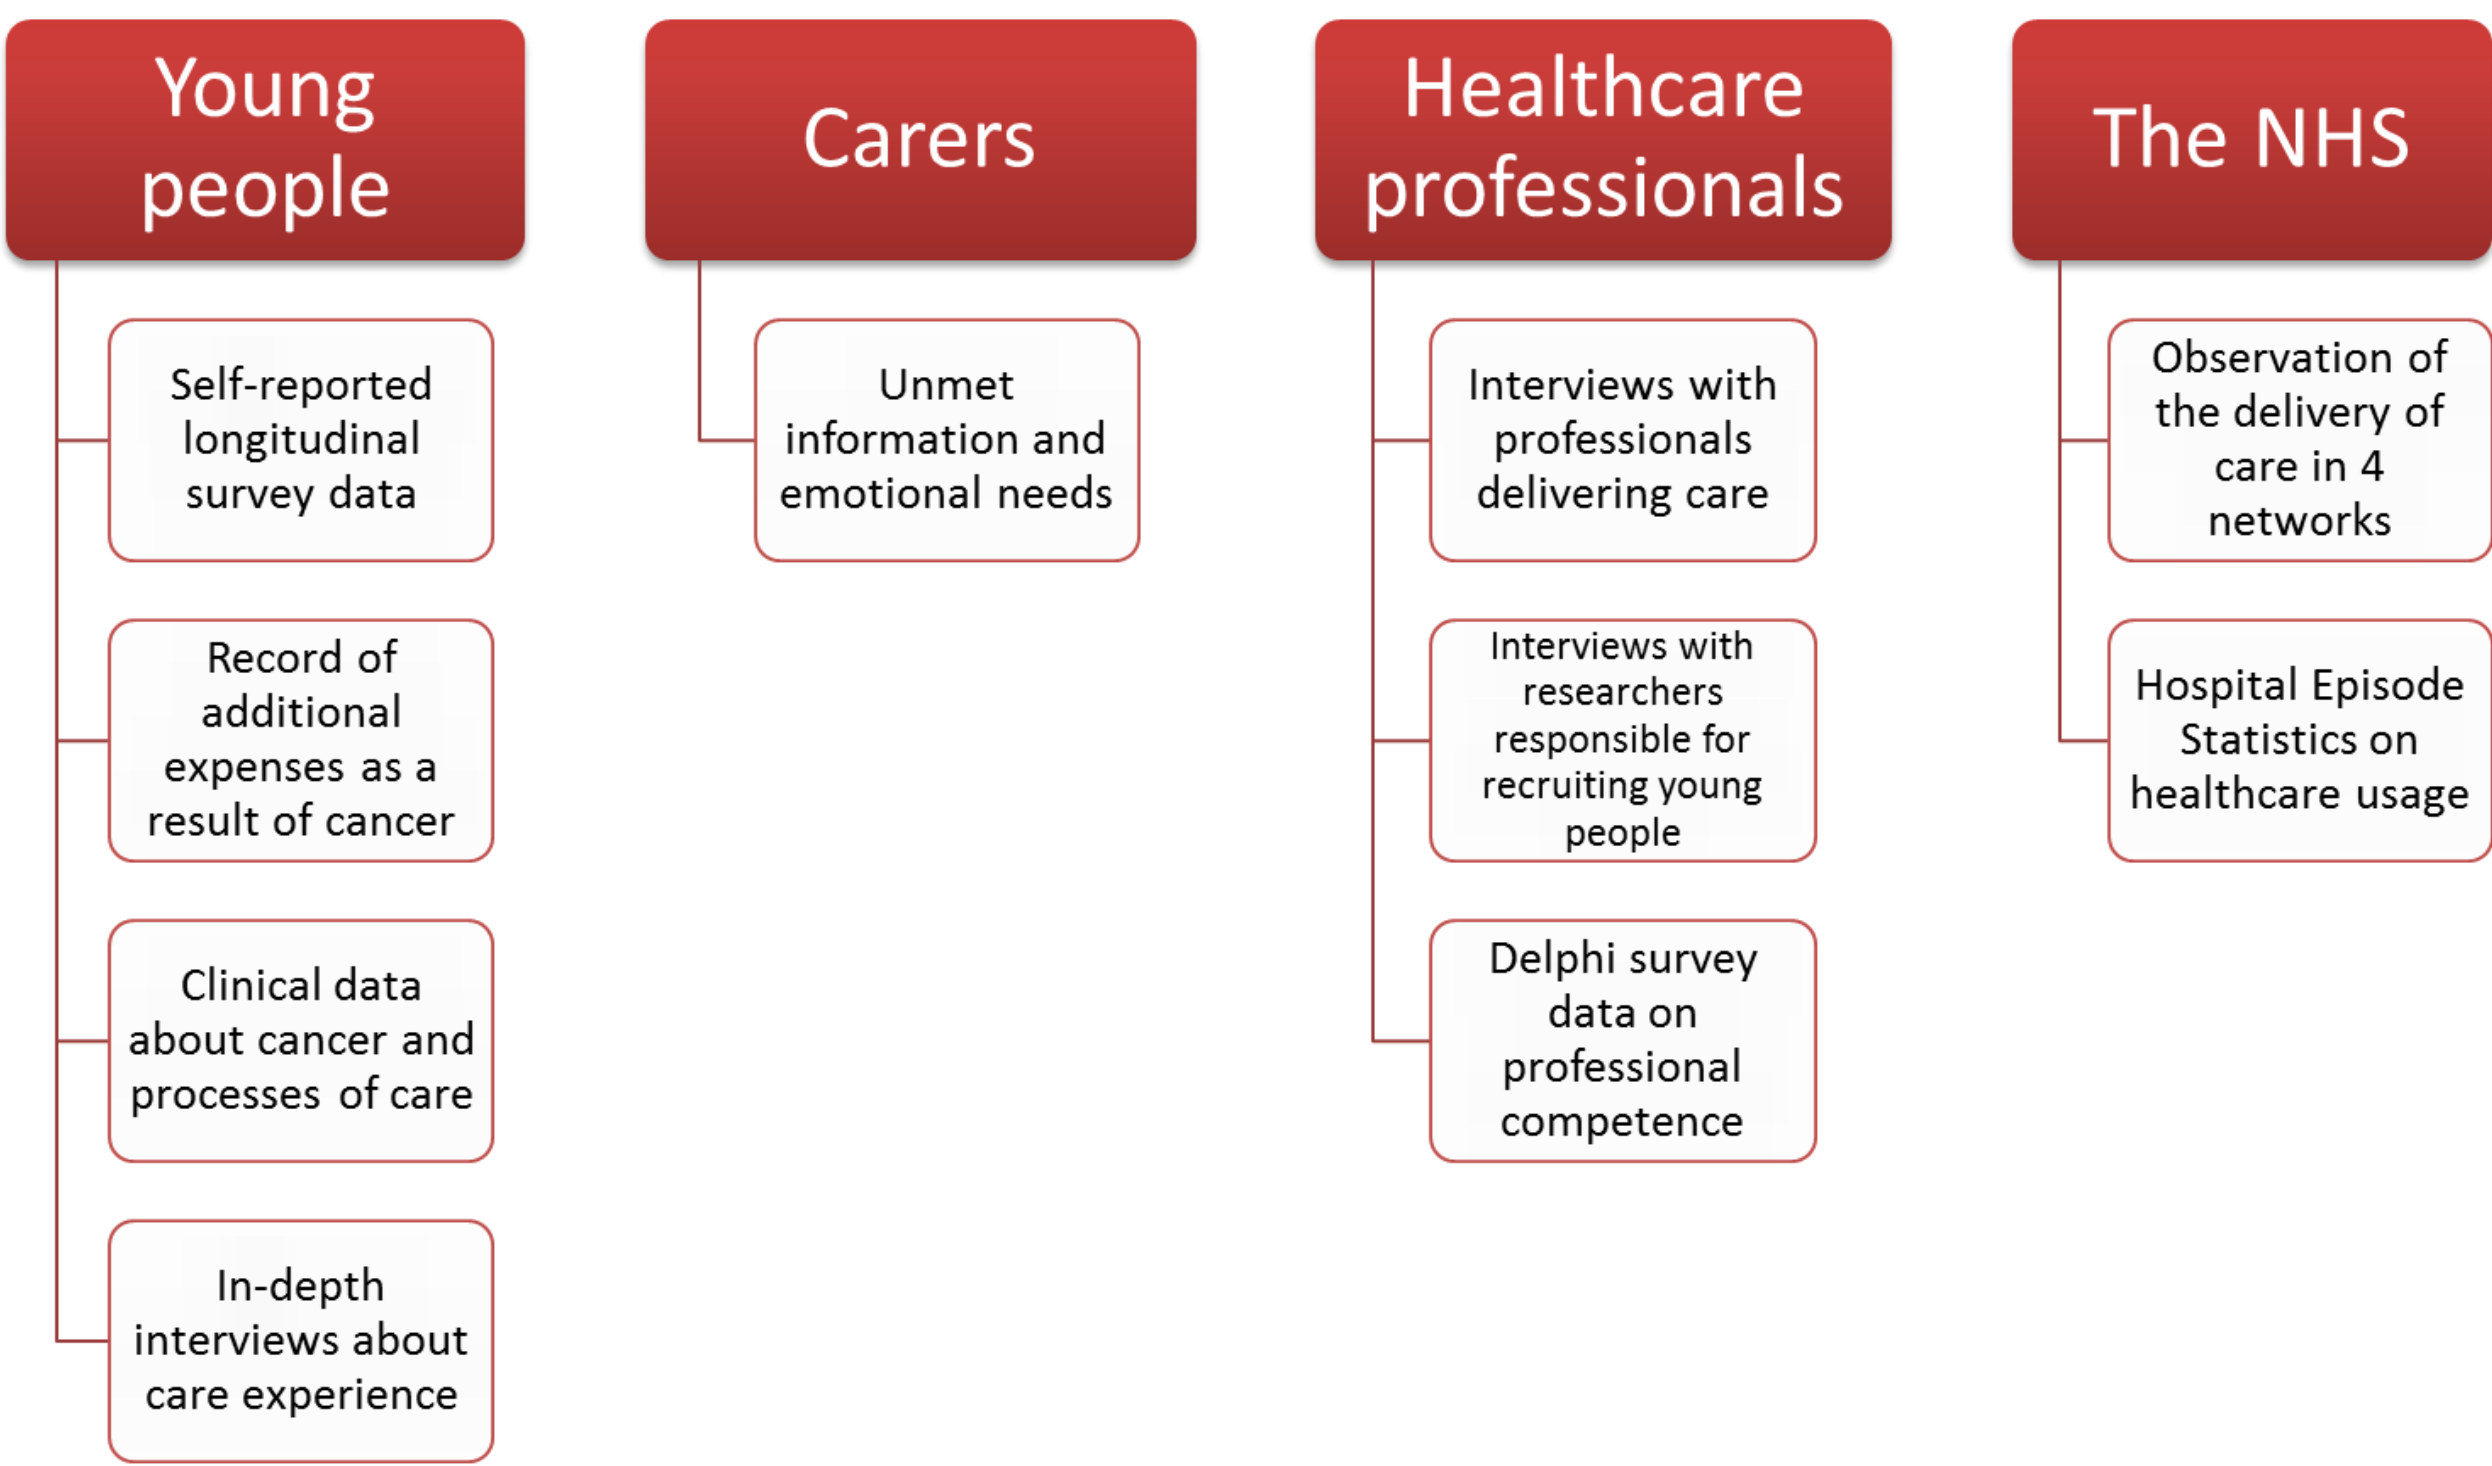 Young
people
Self-reported
longitudinal
survey data
Record of
additional
expenses as a
result of cancer
Clinical data
about cancer and
processes of care
In-depth
interviews about
care experience
Carers
Unmet
information and
emotional needs
Healthcare
professionals
Interviews with
professionals
delivering care
Interviews with
researchers
responsible for
recruiting young
people
Delphi survey
data on
professional
competence
The NHS
Observation of
the delivery of
care in 4
networks
Hospital Episode
Statistics on
healthcare usage